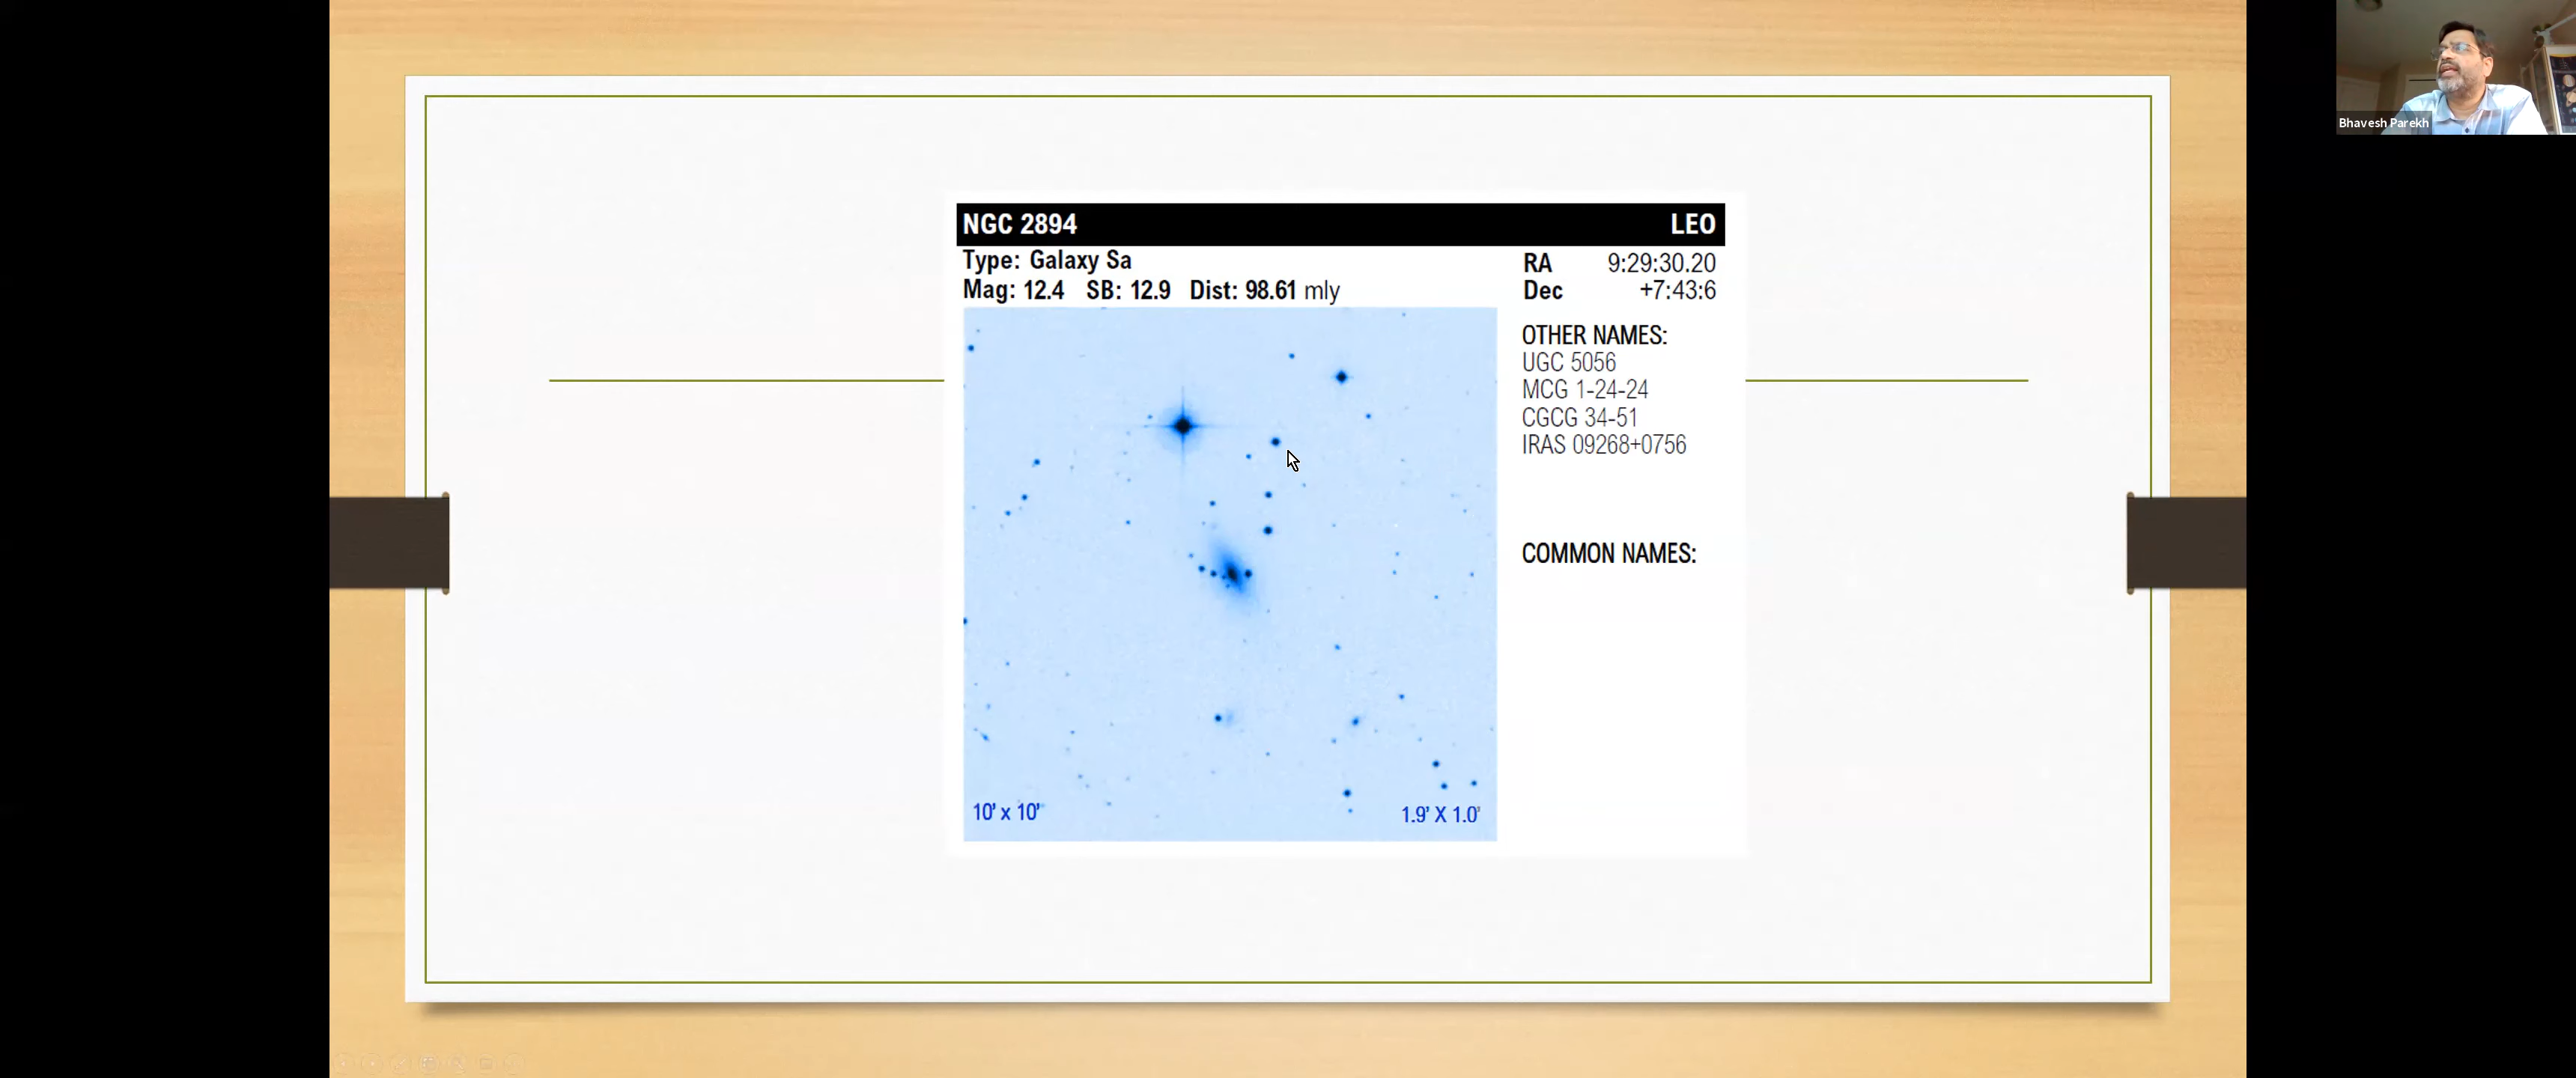 NGC 2894 LEO
Type: Galaxy Sa
Mag: 12.4 SB: 12.9 Dist: 98.61 mly
RA 9:29:30.20
Dec +7:43:6
OTHER NAMES:
UGC 5056
MCG 1-24-24
CGCG 34-51
IRAS 09268+0756
COMMON NAMES:
10' x 10'
1.9' X 1.0'
Bhavesh Parekh